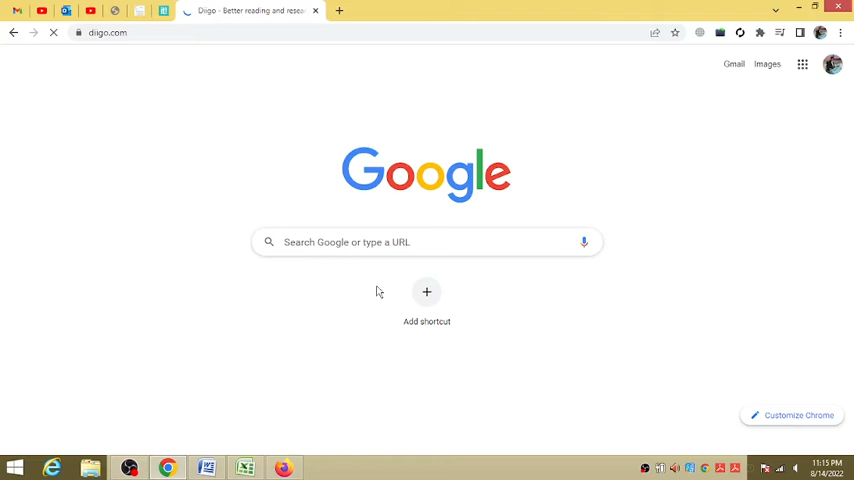 Diigo - Better reading and resea
diigo.com
Gmail Images
Google
Search Google or type a URL
Add shortcut
Customize Chrome
11:15 PM
8/14/2022